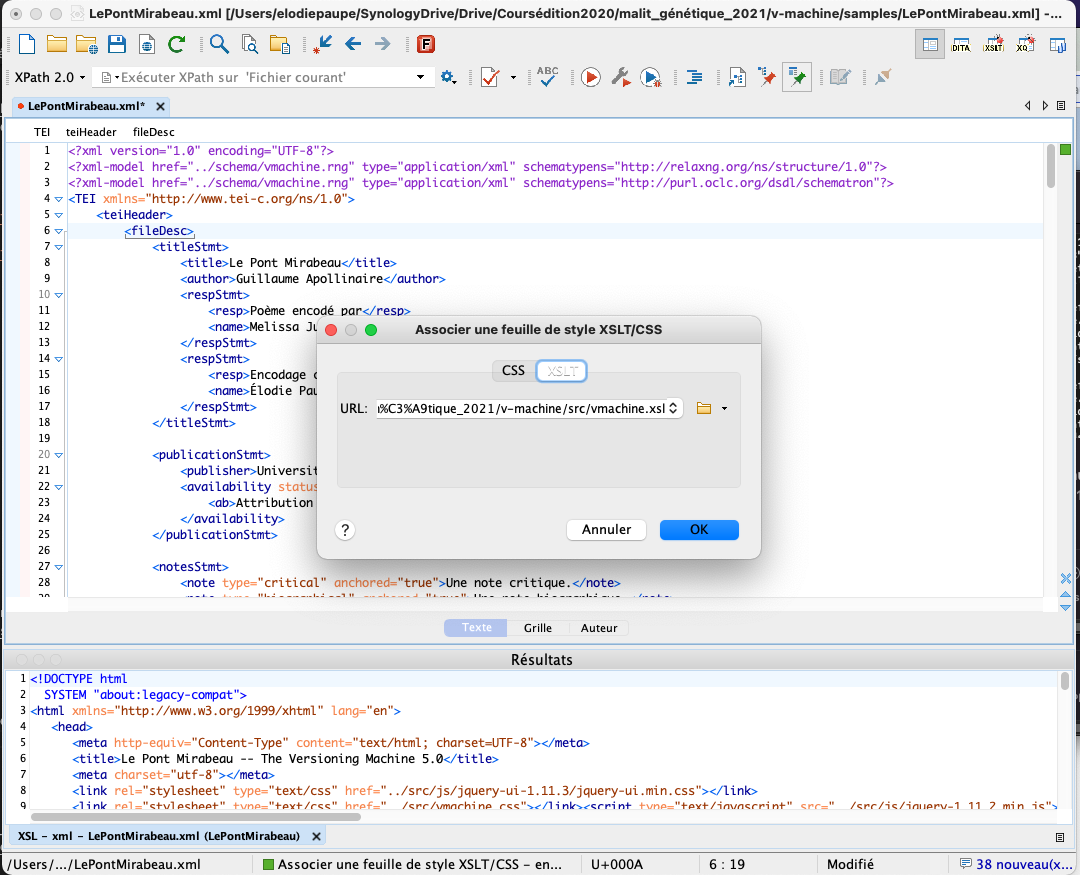 LePontMirabeau.xml [/Users/elodiepaupe/SynologyDrive/Drive/Coursédition2020/malit_génétique_2021/v-machine/samples/LePontMirabeau.xml] -...
F
DITA
XSLT
XQ
XPath 2.0
Exécuter XPath sur 'Fichier courant'
ABC
LePontMirabeau.xml*
TEI teiHeader fileDesc
1 <?xml version="1.0" encoding="UTF-8"?>
2 <?xml-model href="../schema/vmachine.rng" type="application/xml" schematypens="http://relaxng.org/ns/structure/1.0"?>
3 <?xml-model href="../schema/vmachine.rng" type="application/xml" schematypens="http://purl.oclc.org/dsdl/schematron"?>
4 <TEI xmlns="http://www.tei-c.org/ns/1.0">
5 <teiHeader>
6 <fileDesc>
7 <titleStmt>
8 <title>Le Pont Mirabeau</title>
9 <author>Guillaume Apollinaire</author>
10 <respStmt>
11 <resp>Poème encodé par</resp>
12 <name>Melissa Ju
13 </respStmt>
14 <respStmt>
15 <resp>Encodage
16 <name>Élodie Pau
17 </respStmt>
18 </titleStmt>
19
20 <publicationStmt>
21 <publisher>Universit
22 <availability status
23 <ab>Attribution
24 </availability>
25 </publicationStmt>
26
27 <notesStmt>
28 <note type="critical" anchored="true">Une note critique.</note>
29 <note type="biographical" anchored="true">Une note biographique.</note>
Associer une feuille de style XSLT/CSS
CSS XSLT
URL: %C3%A9tique_2021/v-machine/src/vmachine.xsl
? Annuler OK
Texte Grille Auteur
Résultats
1 <!DOCTYPE html
2 SYSTEM "about:legacy-compat">
3 <html xmlns="http://www.w3.org/1999/xhtml" lang="en">
4 <head>
5 <meta http-equiv="Content-Type" content="text/html; charset=UTF-8"></meta>
6 <title>Le Pont Mirabeau -- The Versioning Machine 5.0</title>
7 <meta charset="utf-8"></meta>
8 <link rel="stylesheet" type="text/css" href="../src/js/jquery-ui-1.11.3/jquery-ui.min.css"></link>
9 <link rel="stylesheet" type="text/css" href="../src/vmachine.css"></link><script type="text/javascript" src="../src/js/jquery-1.11.2.min.js">
XSL - xml - LePontMirabeau.xml (LePontMirabeau)
/Users/.../LePontMirabeau.xml Associer une feuille de style XSLT/CSS - en... U+000A 6 : 19 Modifié 38 nouveau(x...